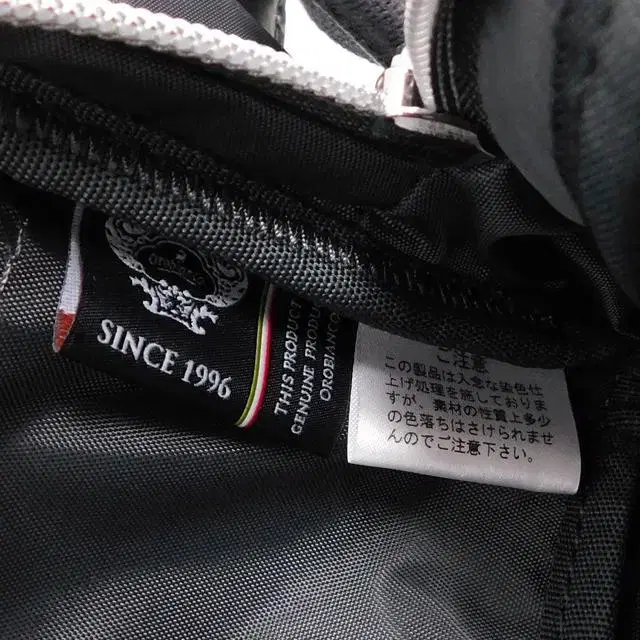 SINCE 1996
THIS PRODUCT
GENUINE PRODU
OROBIANCO
ご注意
この製品は入念な染色仕
上げ処理を施しており
ますが、素材の性質上多少
の色落ちはさけられませ
んのでご注意下さい。